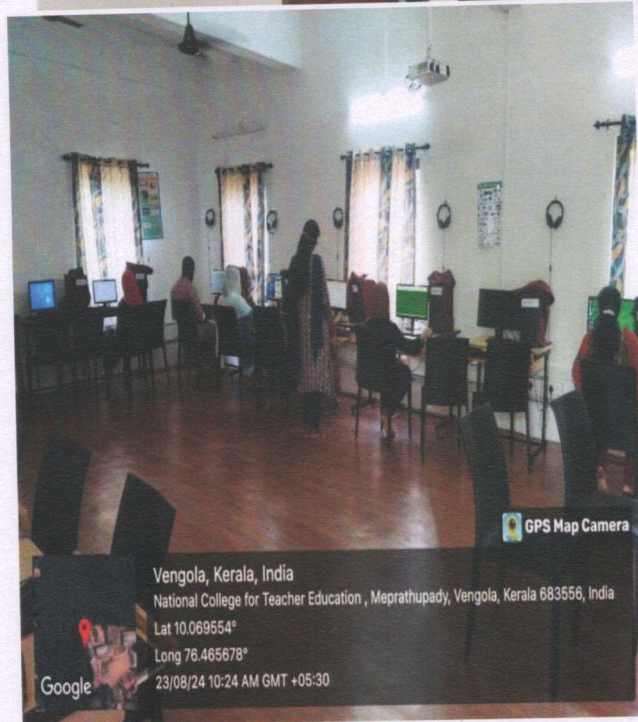 GPS Map Camera
Vengola, Kerala, India
National College for Teacher Education , Meprathupady, Vengola, Kerala 683556, India
Lat 10.069554°
Long 76.465678°
23/08/24 10:24 AM GMT +05:30
Google